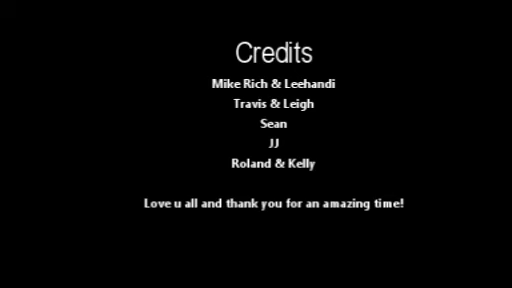 Credits
Mike Rich & Leehandi
Travis & Leigh
Sean
JJ
Roland & Kelly
Love u all and thank you for an amazing time!